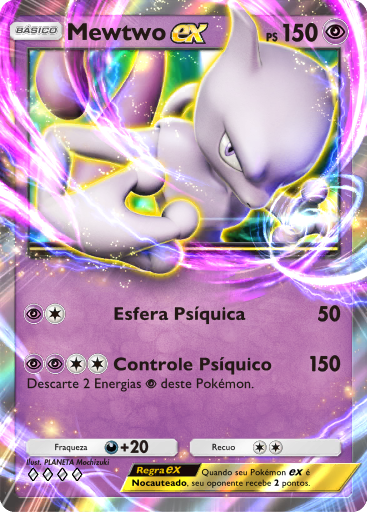 BÁSICO Mewtwo ex PS 150
Esfera Psíquica 50
Controle Psíquico 150
Descarte 2 Energias deste Pokémon.
Fraqueza +20 Recuo
Ilust. PLANETA Mochizuki
Regra ex Quando seu Pokémon ex é
Nocauteado, seu oponente recebe 2 pontos.